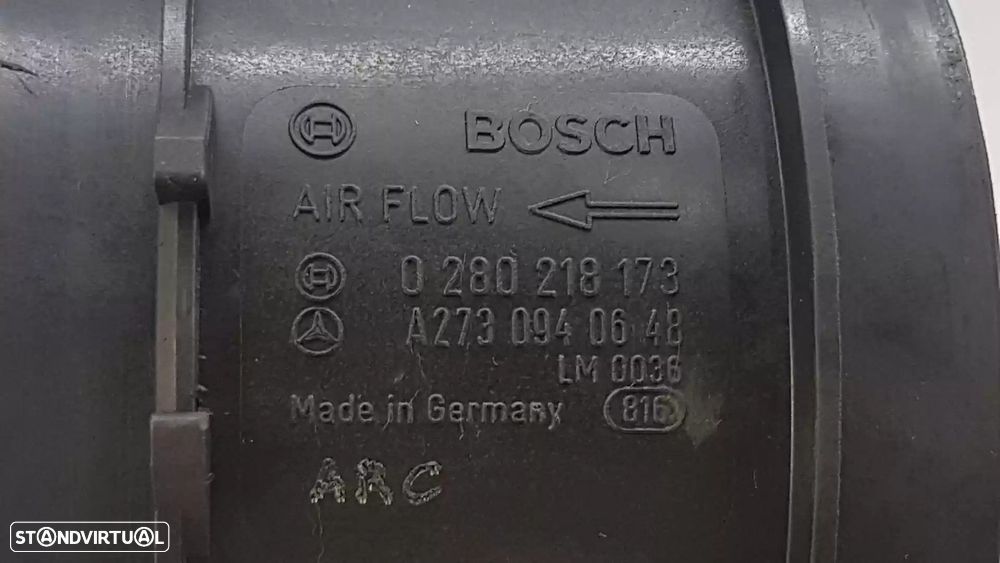 BOSCH
AIR FLOW
0 280 218 173
A273 094 06 48
LM 0036
Made in Germany 816
ARC
STANDVIRTUAL